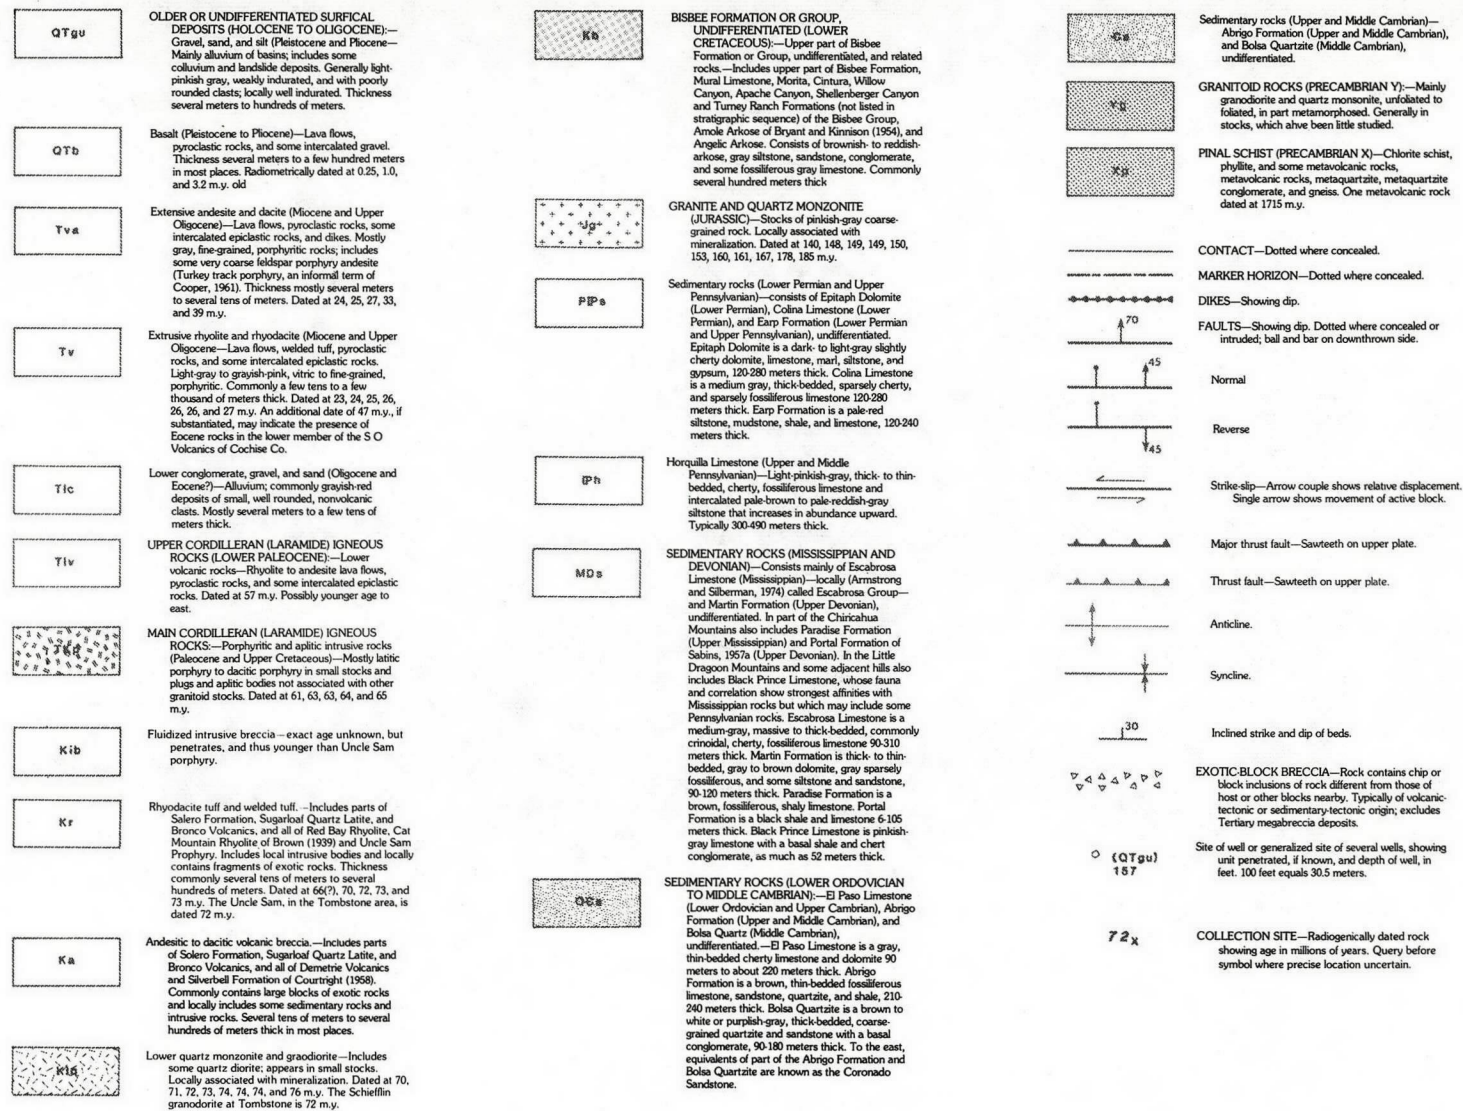 QTgu
OLDER OR UNDIFFERENTIATED SURFICAL
DEPOSITS (HOLOCENE TO OLIGOCENE):—
Gravel, sand, and silt (Pleistocene and Pliocene—
Mainly alluvium of basins; includes some
colluvium and landslide deposits. Generally light-
pinkish gray, weakly indurated, and with poorly
rounded clasts; locally well indurated. Thickness
several meters to hundreds of meters.
QTb
Basalt (Pleistocene to Pliocene)—Lava flows,
pyroclastic rocks, and some intercalated gravel.
Thickness several meters to a few hundred meters
in most places. Radiometrically dated at 0.25, 1.0,
and 3.2 m.y. old
Tva
Extensive andesite and dacite (Miocene and Upper
Oligocene)—Lava flows, pyroclastic rocks, some
intercalated epiclastic rocks, and dikes. Mostly
gray, fine-grained, porphyritic rocks; includes
some very coarse feldspar porphyry andesite
(Turkey track porphyry, an informal term of
Cooper, 1961). Thickness mostly several meters
to several tens of meters. Dated at 24, 25, 27, 33,
and 39 m.y.
Tv
Extrusive rhyolite and rhyodacite (Miocene and Upper
Oligocene—Lava flows, welded tuff, pyroclastic
rocks, and some intercalated epiclastic rocks.
Light-gray to grayish-pink, vitric to fine-grained,
porphyritic. Commonly a few tens to a few
thousand of meters thick. Dated at 23, 24, 25, 26,
26, 26, and 27 m.y. An additional date of 47 m.y., if
substantiated, may indicate the presence of
Eocene rocks in the lower member of the S O
Volcanics of Cochise Co.
Tlc
Lower conglomerate, gravel, and sand (Oligocene and
Eocene?)—Alluvium; commonly grayish-red
deposits of small, well rounded, nonvolcanic
clasts. Mostly several meters to a few tens of
meters thick.
Tlv
UPPER CORDILLERAN (LARAMIDE) IGNEOUS
ROCKS (LOWER PALEOCENE):—Lower
volcanic rocks—Rhyolite to andesite lava flows,
pyroclastic rocks, and some intercalated epiclastic
rocks. Dated at 57 m.y. Possibly younger age to
east.
MAIN CORDILLERAN (LARAMIDE) IGNEOUS
ROCKS:—Porphyritic and aplitic intrusive rocks
(Paleocene and Upper Cretaceous)—Mostly latitic
porphyry to dacitic porphyry in small stocks and
plugs and aplitic bodies not associated with other
granitoid stocks. Dated at 61, 63, 63, 64, and 65
m.y.
Kib
Fluidized intrusive breccia—exact age unknown, but
penetrates, and thus younger than Uncle Sam
porphyry.
Kr
Rhyodacite tuff and welded tuff.—Includes parts of
Salero Formation, Sugarloaf Quartz Latite, and
Bronco Volcanics, and all of Red Bay Rhyolite, Cat
Mountain Rhyolite of Brown (1939) and Uncle Sam
Prophyry. Includes local intrusive bodies and locally
contains fragments of exotic rocks. Thickness
commonly several tens of meters to several
hundreds of meters. Dated at 66(?), 70, 72, 73, and
73 m.y. The Uncle Sam, in the Tombstone area, is
dated 72 m.y.
Ka
Andesitic to dacitic volcanic breccia.—Includes parts
of Solero Formation, Sugarloaf Quartz Latite, and
Bronco Volcanics, and all of Demetrie Volcanics
and Silverbell Formation of Courtright (1958).
Commonly contains large blocks of exotic rocks
and locally includes some sedimentary rocks and
intrusive rocks. Several tens of meters to several
hundreds of meters thick in most places.
Lower quartz monzonite and graodiorite—Includes
some quartz diorite; appears in small stocks.
Locally associated with mineralization. Dated at 70,
71, 72, 73, 74, 74, 74, and 76 m.y. The Schiefflin
granodorite at Tombstone is 72 m.y.
Kb
BISBEE FORMATION OR GROUP,
UNDIFFERENTIATED (LOWER
CRETACEOUS):—Upper part of Bisbee
Formation or Group, undifferentiated, and related
rocks.—Includes upper part of Bisbee Formation,
Mural Limestone, Morita, Cintura, Willow
Canyon, Apache Canyon, Shellenberger Canyon
and Turney Ranch Formations (not listed in
stratigraphic sequence) of the Bisbee Group,
Amole Arkose of Bryant and Kinnison (1954), and
Angelic Arkose. Consists of brownish- to reddish-
arkose, gray siltstone, sandstone, conglomerate,
and some fossiliferous gray limestone. Commonly
several hundred meters thick
Jg
GRANITE AND QUARTZ MONZONITE
(JURASSIC)—Stocks of pinkish-gray coarse-
grained rock. Locally associated with
mineralization. Dated at 140, 148, 149, 149, 150,
153, 160, 161, 167, 178, 185 m.y.
PIPs
Sedimentary rocks (Lower Permian and Upper
Pennsylvanian)—consists of Epitaph Dolomite
(Lower Permian), Colina Limestone (Lower
Permian), and Earp Formation (Lower Permian
and Upper Pennsylvanian), undifferentiated.
Epitaph Dolomite is a dark- to light-gray slightly
cherty dolomite, limestone, marl, siltstone, and
gypsum, 120-280 meters thick. Colina Limestone
is a medium gray, thick-bedded, sparsely cherty,
and sparsely fossiliferous limestone 120-280
meters thick. Earp Formation is a pale-red
siltstone, mudstone, shale, and limestone, 120-240
meters thick.
IPh
Horquilla Limestone (Upper and Middle
Pennsylvanian)—Light-pinkish-gray, thick- to thin-
bedded, cherty, fossiliferous limestone and
intercalated pale-brown to pale-reddish-gray
siltstone that increases in abundance upward.
Typically 300-490 meters thick.
MDs
SEDIMENTARY ROCKS (MISSISSIPPIAN AND
DEVONIAN)—Consists mainly of Escabrosa
Limestone (Mississippian)—locally (Armstrong
and Silberman, 1974) called Escabrosa Group—
and Martin Formation (Upper Devonian),
undifferentiated. In part of the Chiricahua
Mountains also includes Paradise Formation
(Upper Mississippian) and Portal Formation of
Sabins, 1957a (Upper Devonian). In the Little
Dragoon Mountains and some adjacent hills also
includes Black Prince Limestone, whose fauna
and correlation show strongest affinities with
Mississippian rocks but which may include some
Pennsylvanian rocks. Escabrosa Limestone is a
medium-gray, massive to thick-bedded, commonly
crinoidal, cherty, fossiliferous limestone 90-310
meters thick. Martin Formation is thick- to thin-
bedded, gray to brown dolomite, gray sparsely
fossiliferous, and some siltstone and sandstone,
90-120 meters thick. Paradise Formation is a
brown, fossiliferous, shaly limestone. Portal
Formation is a black shale and limestone 6-105
meters thick. Black Prince Limestone is pinkish-
gray limestone with a basal shale and chert
conglomerate, as much as 52 meters thick.
OCs
SEDIMENTARY ROCKS (LOWER ORDOVICIAN
TO MIDDLE CAMBRIAN):—El Paso Limestone
(Lower Ordovician and Upper Cambrian), Abrigo
Formation (Upper and Middle Cambrian), and
Bolsa Quartz (Middle Cambrian),
undifferentiated.—El Paso Limestone is a gray,
thin-bedded cherty limestone and dolomite 90
meters to about 220 meters thick. Abrigo
Formation is a brown, thin-bedded fossiliferous
limestone, sandstone, quartzite, and shale, 210-
240 meters thick. Bolsa Quartzite is a brown to
white or purplish-gray, thick-bedded, coarse-
grained quartzite and sandstone with a basal
conglomerate, 90-180 meters thick. To the east,
equivalents of part of the Abrigo Formation and
Bolsa Quartzite are known as the Coronado
Sandstone.
Cs
Sedimentary rocks (Upper and Middle Cambrian)—
Abrigo Formation (Upper and Middle Cambrian),
and Bolsa Quartzite (Middle Cambrian),
undifferentiated.
Yg
GRANITOID ROCKS (PRECAMBRIAN Y):—Mainly
granodiorite and quartz monsonite, unfoliated to
foliated, in part metamorphosed. Generally in
stocks, which ahve been little studied.
Xp
PINAL SCHIST (PRECAMBRIAN X)—Chlorite schist,
phyllite, and some metavolcanic rocks,
metavolcanic rocks, metaquartzite, metaquartzite
conglomerate, and gneiss. One metavolcanic rock
dated at 1715 m.y.
CONTACT—Dotted where concealed.
MARKER HORIZON—Dotted where concealed.
DIKES—Showing dip.
70
FAULTS—Showing dip. Dotted where concealed or
intruded; ball and bar on downthrown side.
45
Normal
Reverse
45
Strike-slip—Arrow couple shows relative displacement.
Single arrow shows movement of active block.
Major thrust fault—Sawteeth on upper plate.
Thrust fault—Sawteeth on upper plate.
Anticline.
Syncline.
30
Inclined strike and dip of beds.
EXOTIC-BLOCK BRECCIA—Rock contains chip or
block inclusions of rock different from those of
host or other blocks nearby. Typically of volcanic-
tectonic or sedimentary-tectonic origin; excludes
Tertiary megabreccia deposits.
(QTgu)
157
Site of well or generalized site of several wells, showing
unit penetrated, if known, and depth of well, in
feet. 100 feet equals 30.5 meters.
72x
COLLECTION SITE—Radiogenically dated rock
showing age in millions of years. Query before
symbol where precise location uncertain.